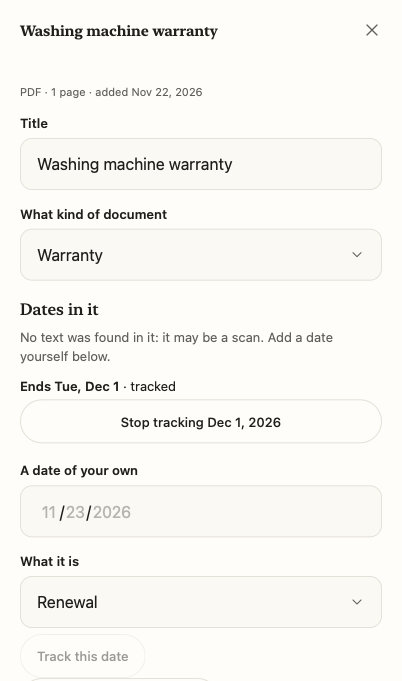 Washing machine warranty
PDF · 1 page · added Nov 22, 2026
Title
Washing machine warranty
What kind of document
Warranty
Dates in it
No text was found in it: it may be a scan. Add a date
yourself below.
Ends Tue, Dec 1 · tracked
Stop tracking Dec 1, 2026
A date of your own
11/23/2026
What it is
Renewal
Track this date